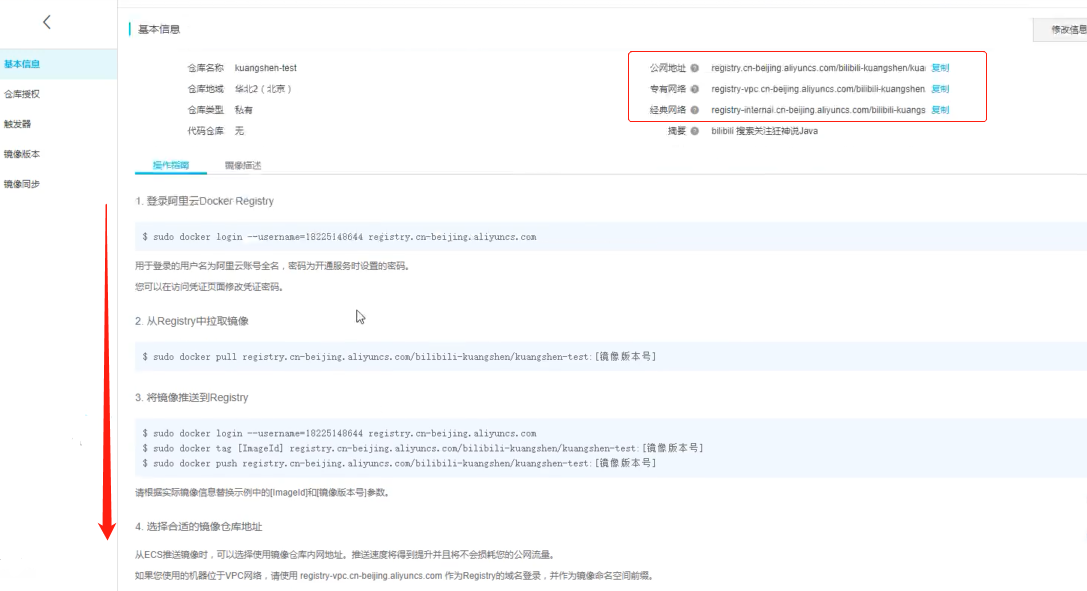 基本信息
修改信息
基本信息
仓库授权
触发器
镜像版本
镜像同步
仓库名称 kuangshen-test
公网地址 registry.cn-beijing.aliyuncs.com/bilibili-kuangshen/kua 复制
仓库地域 华北2（北京）
专有网络 registry-vpc.cn-beijing.aliyuncs.com/bilibili-kuangshen 复制
仓库类型 私有
经典网络 registry-internal.cn-beijing.aliyuncs.com/bilibili-kuangs 复制
代码仓库 无
摘要 bilibili 搜索关注狂神说Java
操作指南 镜像描述
1. 登录阿里云Docker Registry
$ sudo docker login --username=18225148644 registry.cn-beijing.aliyuncs.com
用于登录的用户名为阿里云账号全名，密码为开通服务时设置的密码。
您可以在访问凭证页面修改凭证密码。
2. 从Registry中拉取镜像
$ sudo docker pull registry.cn-beijing.aliyuncs.com/bilibili-kuangshen/kuangshen-test:[镜像版本号]
3. 将镜像推送到Registry
$ sudo docker login --username=18225148644 registry.cn-beijing.aliyuncs.com
$ sudo docker tag [ImageId] registry.cn-beijing.aliyuncs.com/bilibili-kuangshen/kuangshen-test:[镜像版本号]
$ sudo docker push registry.cn-beijing.aliyuncs.com/bilibili-kuangshen/kuangshen-test:[镜像版本号]
请根据实际镜像信息替换示例中的[ImageId]和[镜像版本号]参数。
4. 选择合适的镜像仓库地址
从ECS推送镜像时，可以选择使用镜像仓库内网地址。推送速度将得到提升并且将不会损耗您的公网流量。
如果您使用的机器位于VPC网络，请使用 registry-vpc.cn-beijing.aliyuncs.com 作为Registry的域名登录，并作为镜像命名空间前缀。